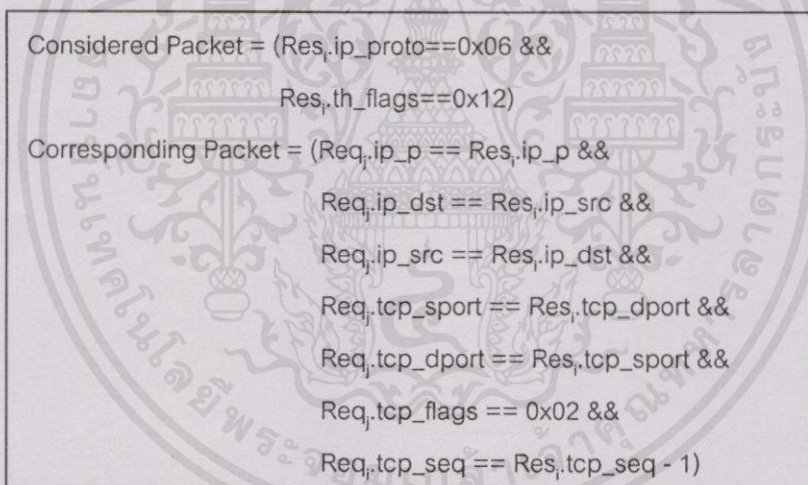 Considered Packet = (Resᵢ.ip_proto==0x06 &&
Resᵢ.th_flags==0x12)
Corresponding Packet = (Reqⱼ.ip_p == Resᵢ.ip_p &&
Reqⱼ.ip_dst == Resᵢ.ip_src &&
Reqⱼ.ip_src == Resᵢ.ip_dst &&
Reqⱼ.tcp_sport == Resᵢ.tcp_dport &&
Reqⱼ.tcp_dport == Resᵢ.tcp_sport &&
Reqⱼ.tcp_flags == 0x02 &&
Reqⱼ.tcp_seq == Resᵢ.tcp_seq - 1)